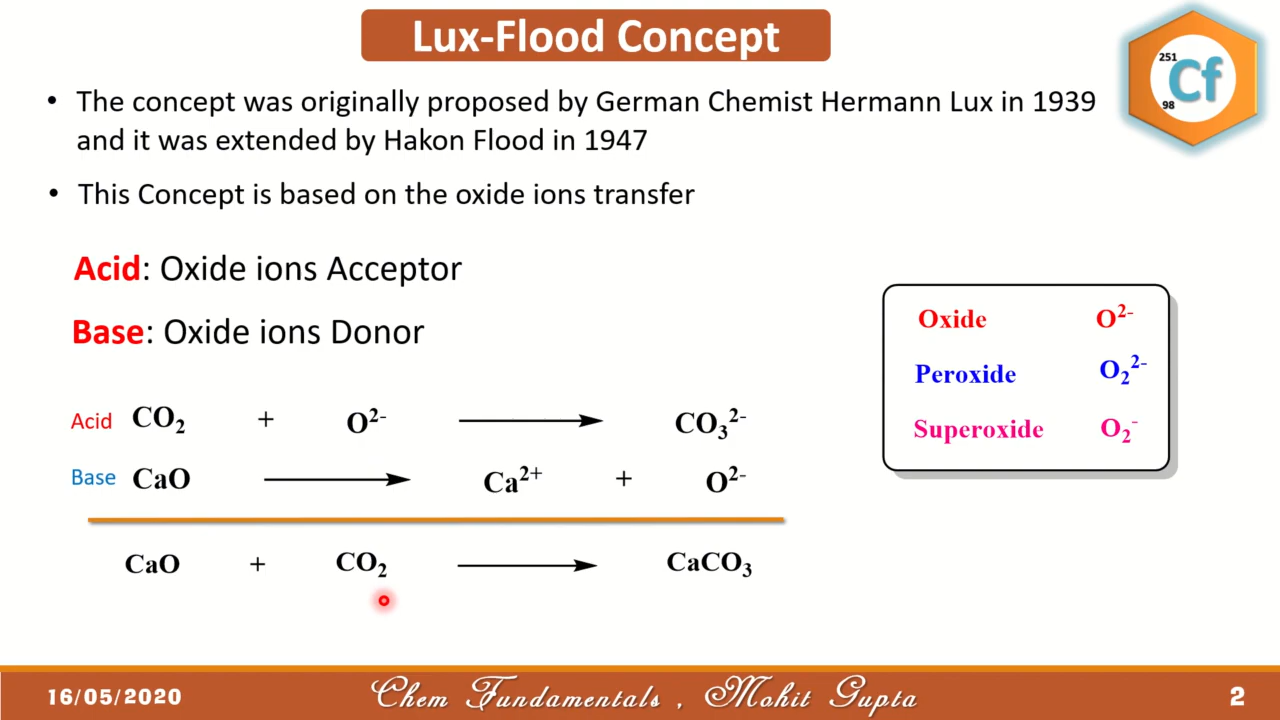 Lux-Flood Concept
251
Cf
98
• The concept was originally proposed by German Chemist Hermann Lux in 1939
and it was extended by Hakon Flood in 1947
• This Concept is based on the oxide ions transfer
Acid: Oxide ions Acceptor
Base: Oxide ions Donor
Oxide O²⁻
Peroxide O₂²⁻
Superoxide O₂⁻
Acid CO₂ + O²⁻ ⟶ CO₃²⁻
Base CaO ⟶ Ca²⁺ + O²⁻
CaO + CO₂ ⟶ CaCO₃
16/05/2020 Chem Fundamentals , Mohit Gupta 2